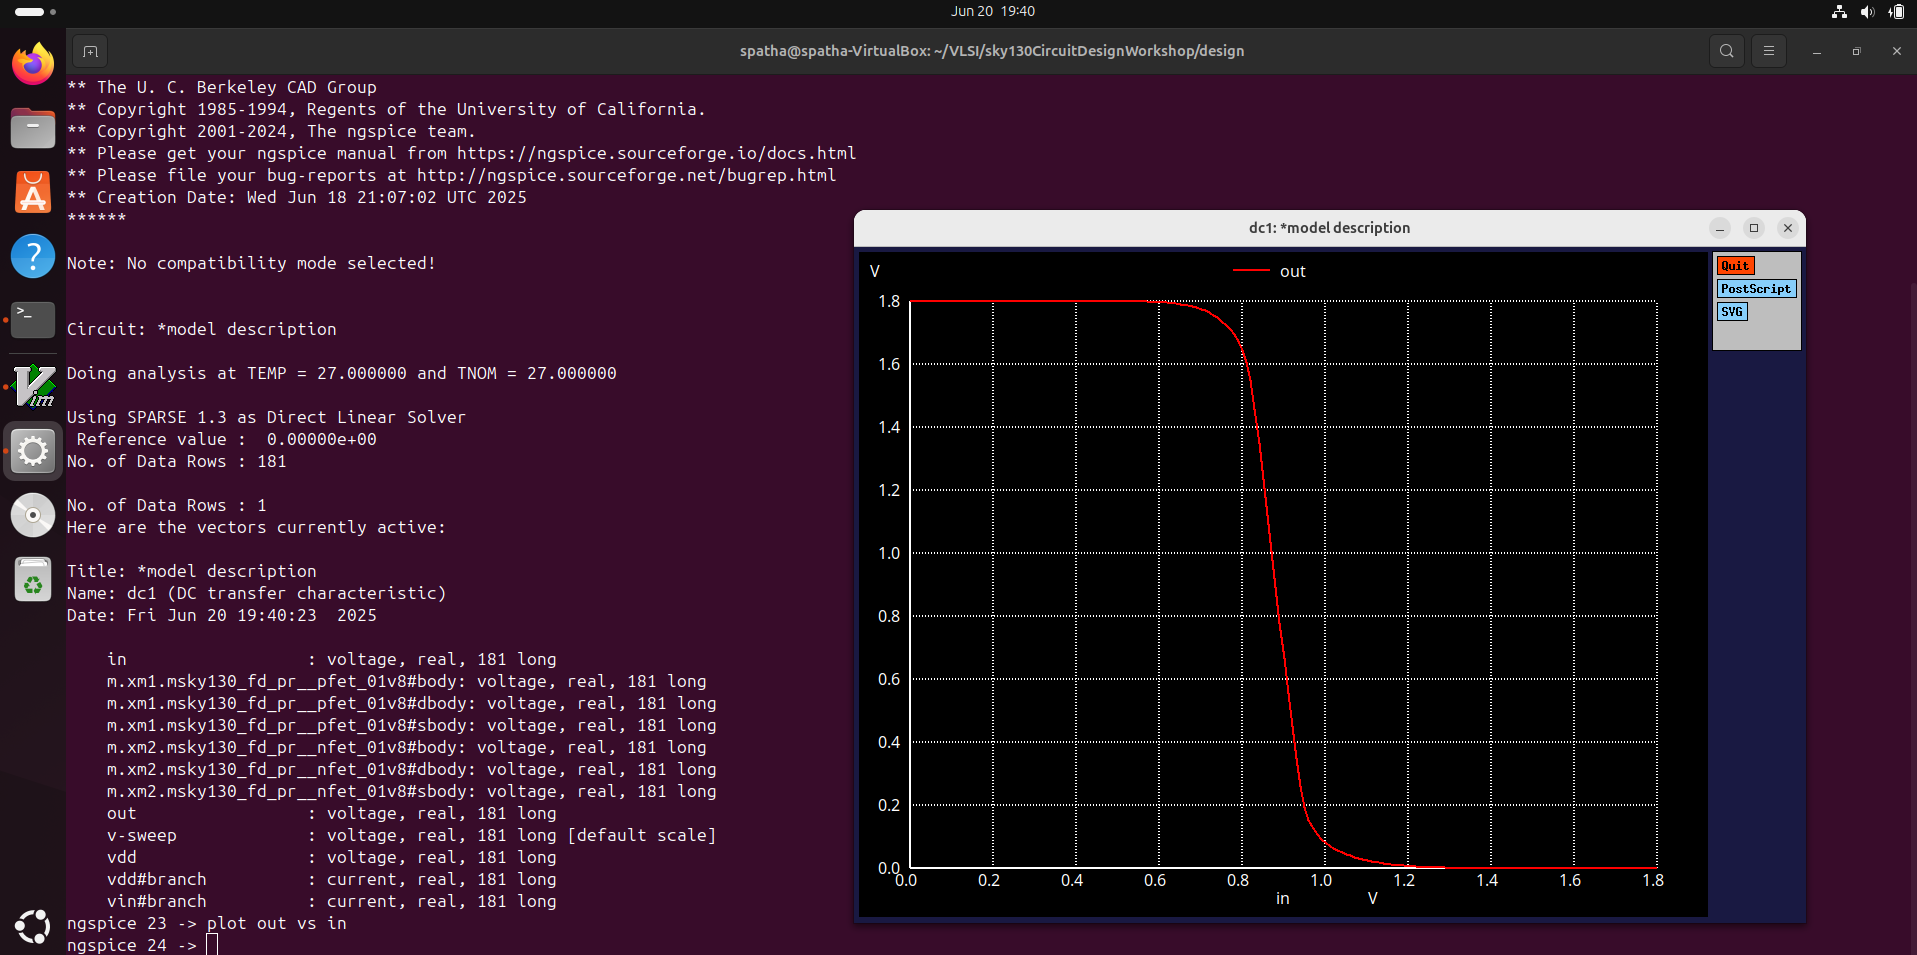 Jun 20  19:40
spatha@spatha-VirtualBox: ~/VLSI/sky130CircuitDesignWorkshop/design
** The U. C. Berkeley CAD Group
** Copyright 1985-1994, Regents of the University of California.
** Copyright 2001-2024, The ngspice team.
** Please get your ngspice manual from https://ngspice.sourceforge.io/docs.html
** Please file your bug-reports at http://ngspice.sourceforge.net/bugrep.html
** Creation Date: Wed Jun 18 21:07:02 UTC 2025
******
Note: No compatibility mode selected!
Circuit: *model description
Doing analysis at TEMP = 27.000000 and TNOM = 27.000000
Using SPARSE 1.3 as Direct Linear Solver
Reference value :  0.00000e+00
No. of Data Rows : 181
No. of Data Rows : 1
Here are the vectors currently active:
Title: *model description
Name: dc1 (DC transfer characteristic)
Date: Fri Jun 20 19:40:23  2025
in                  : voltage, real, 181 long
m.xm1.msky130_fd_pr__pfet_01v8#body: voltage, real, 181 long
m.xm1.msky130_fd_pr__pfet_01v8#dbody: voltage, real, 181 long
m.xm1.msky130_fd_pr__pfet_01v8#sbody: voltage, real, 181 long
m.xm2.msky130_fd_pr__nfet_01v8#body: voltage, real, 181 long
m.xm2.msky130_fd_pr__nfet_01v8#dbody: voltage, real, 181 long
m.xm2.msky130_fd_pr__nfet_01v8#sbody: voltage, real, 181 long
out                 : voltage, real, 181 long
v-sweep             : voltage, real, 181 long [default scale]
vdd                 : voltage, real, 181 long
vdd#branch          : current, real, 181 long
vin#branch          : current, real, 181 long
ngspice 23 -> plot out vs in
ngspice 24 ->
dc1: *model description
V
out
Quit
PostScript
SVG
1.8
1.6
1.4
1.2
1.0
0.8
0.6
0.4
0.2
0.0
0.0 0.2 0.4 0.6 0.8 1.0 1.2 1.4 1.6 1.8
in V
>_
Vim